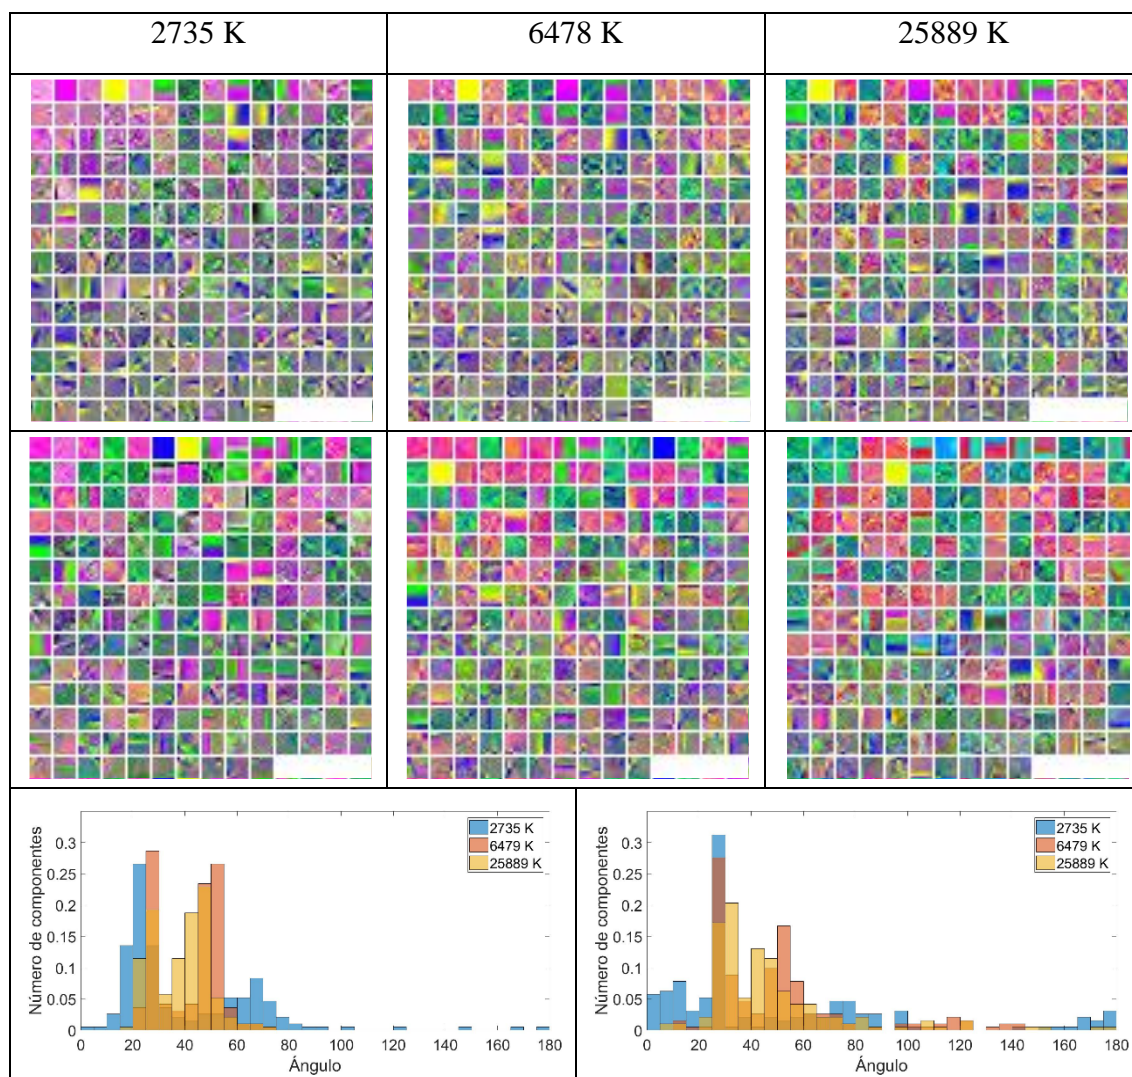 2735 K
6478 K
25889 K
Número de componentes
0.3
0.25
0.2
0.15
0.1
0.05
0
2735 K
6479 K
25889 K
0 20 40 60 80 100 120 140 160 180
Ángulo
Número de componentes
0.3
0.25
0.2
0.15
0.1
0.05
0
2735 K
6479 K
25889 K
0 20 40 60 80 100 120 140 160 180
Ángulo